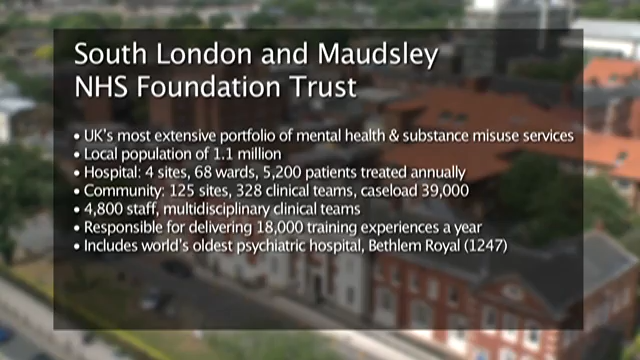 South London and Maudsley
NHS Foundation Trust
• UK's most extensive portfolio of mental health & substance misuse services
• Local population of 1.1 million
• Hospital: 4 sites, 68 wards, 5,200 patients treated annually
• Community: 125 sites, 328 clinical teams, caseload 39,000
• 4,800 staff, multidisciplinary clinical teams
• Responsible for delivering 18,000 training experiences a year
• Includes world's oldest psychiatric hospital, Bethlem Royal (1247)